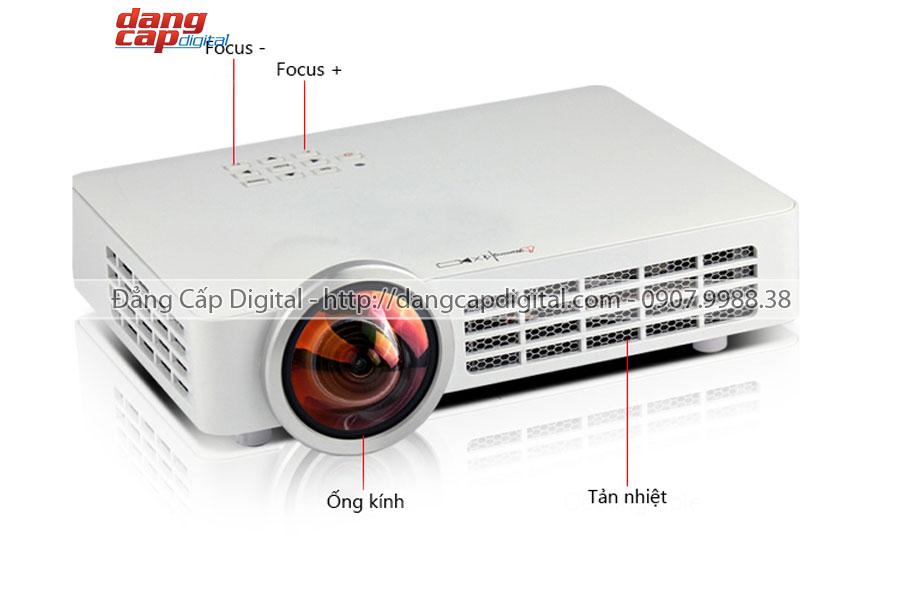 dang
cap digital
Focus -
Focus +
Đẳng Cấp Digital - http://dangcapdigital.com - 0907.9988.38
Ống kính
Tản nhiệt